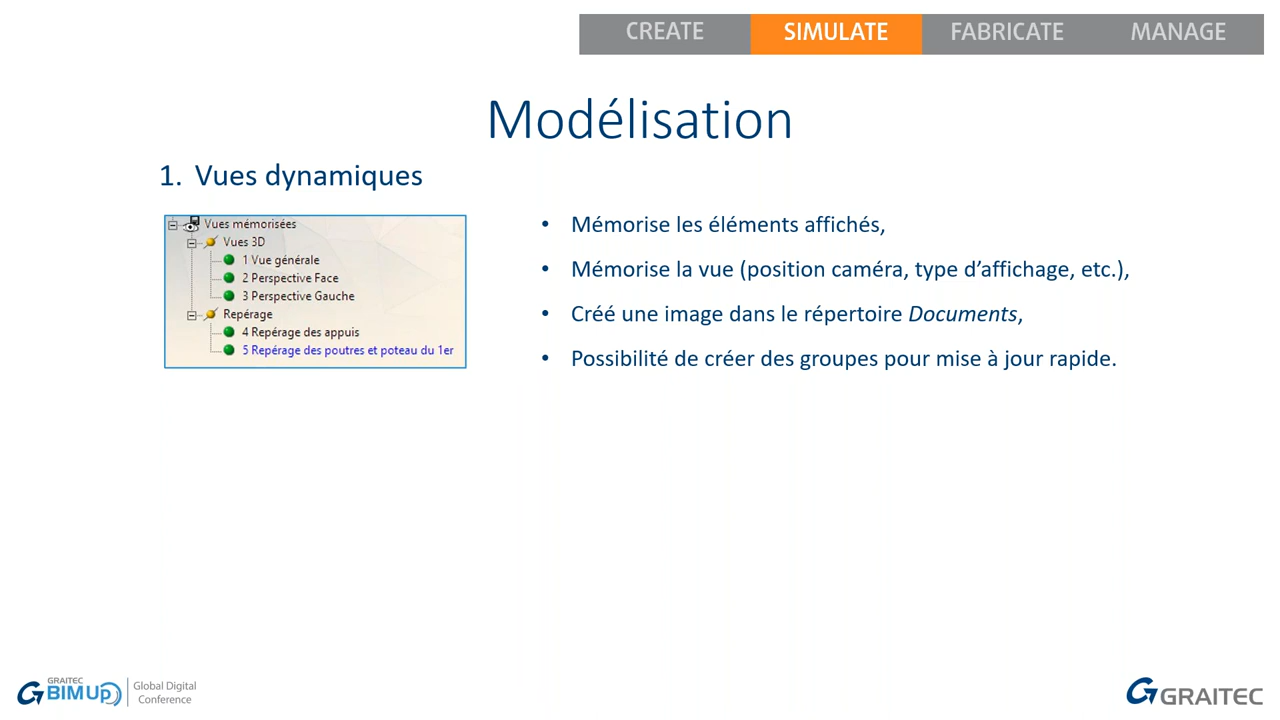 CREATE SIMULATE FABRICATE MANAGE
Modélisation
1. Vues dynamiques
Vues mémorisées
Vues 3D
1 Vue générale
2 Perspective Face
3 Perspective Gauche
Repérage
4 Repérage des appuis
5 Repérage des poutres et poteau du 1er
• Mémorise les éléments affichés,
• Mémorise la vue (position caméra, type d’affichage, etc.),
• Créé une image dans le répertoire Documents,
• Possibilité de créer des groupes pour mise à jour rapide.
GRAITEC
BIMUp
Global Digital
Conference
GRAITEC